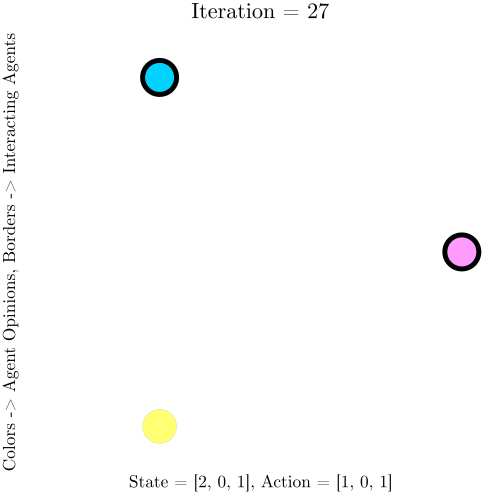 Iteration = 27
Colors -> Agent Opinions, Borders -> Interacting Agents
State = [2, 0, 1], Action = [1, 0, 1]